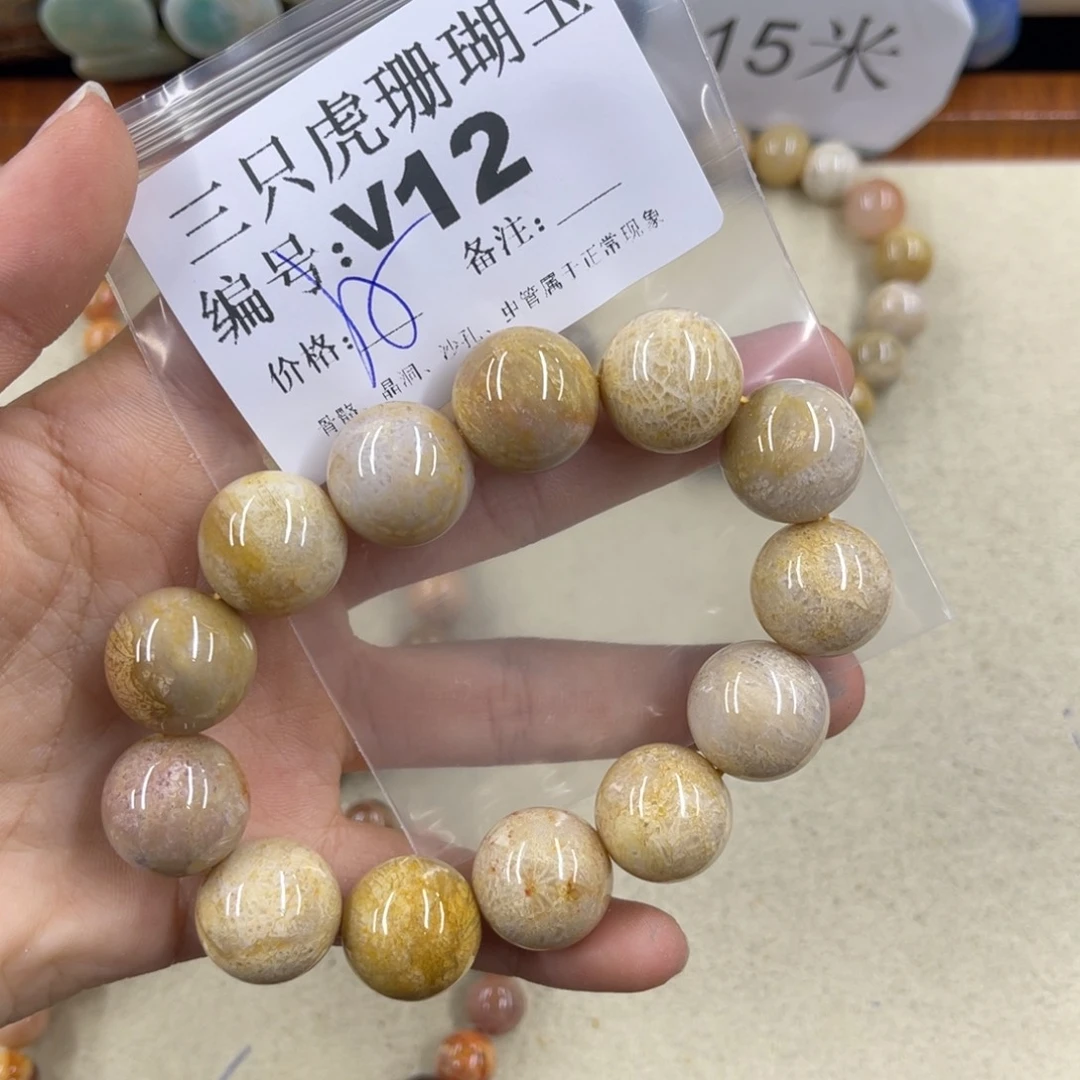 三只虎珊瑚玉
编号:V12
价格: 备注:
晶洞、沙孔、虫管属于正常现象
15米